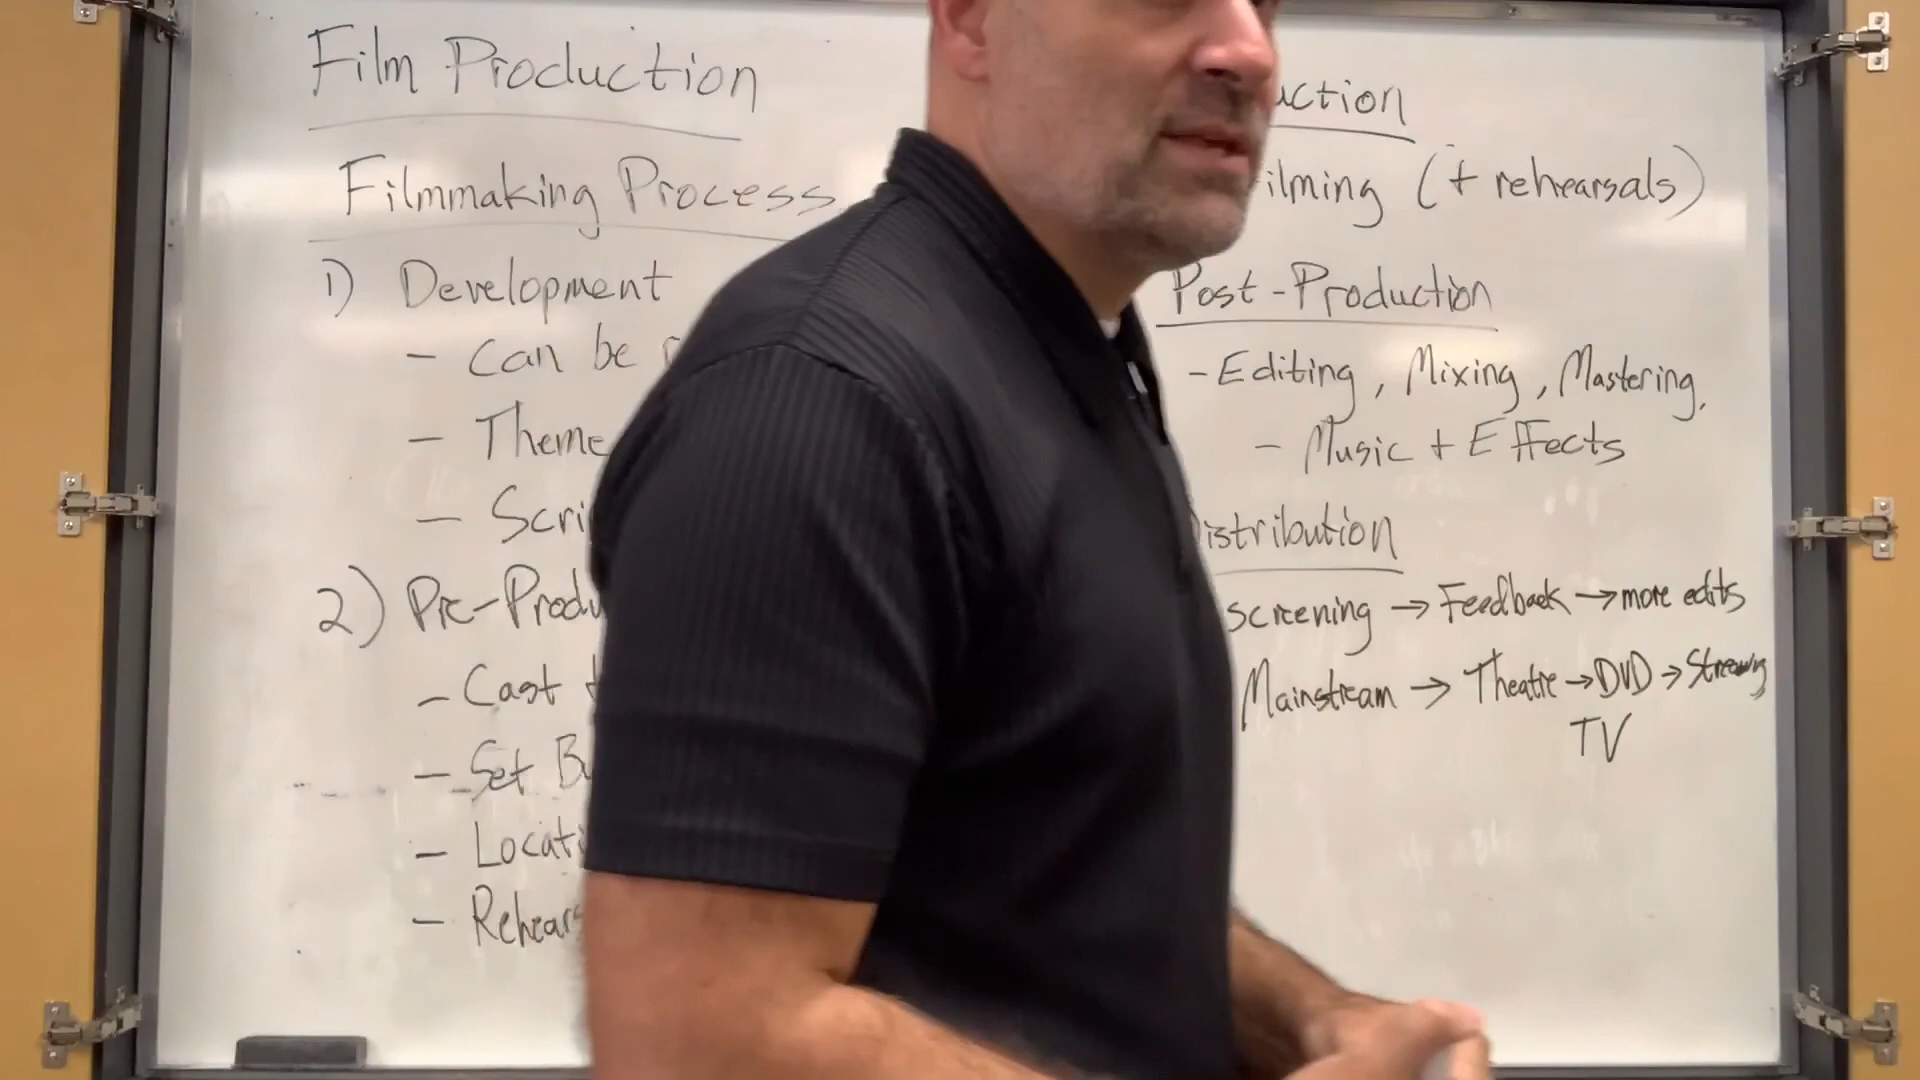 Film Production
Filmmaking Process
1) Development
- Can be
- Theme
- Scri
2) Pre-Produ
- Cast
- Set Bu
- Locati
- Rehears
uction
ilming (+ rehearsals)
Post-Production
- Editing, Mixing, Mastering,
- Music + Effects
istribution
screening → Feedback → more edits
Mainstream → Theatre → DVD → Streaming
TV